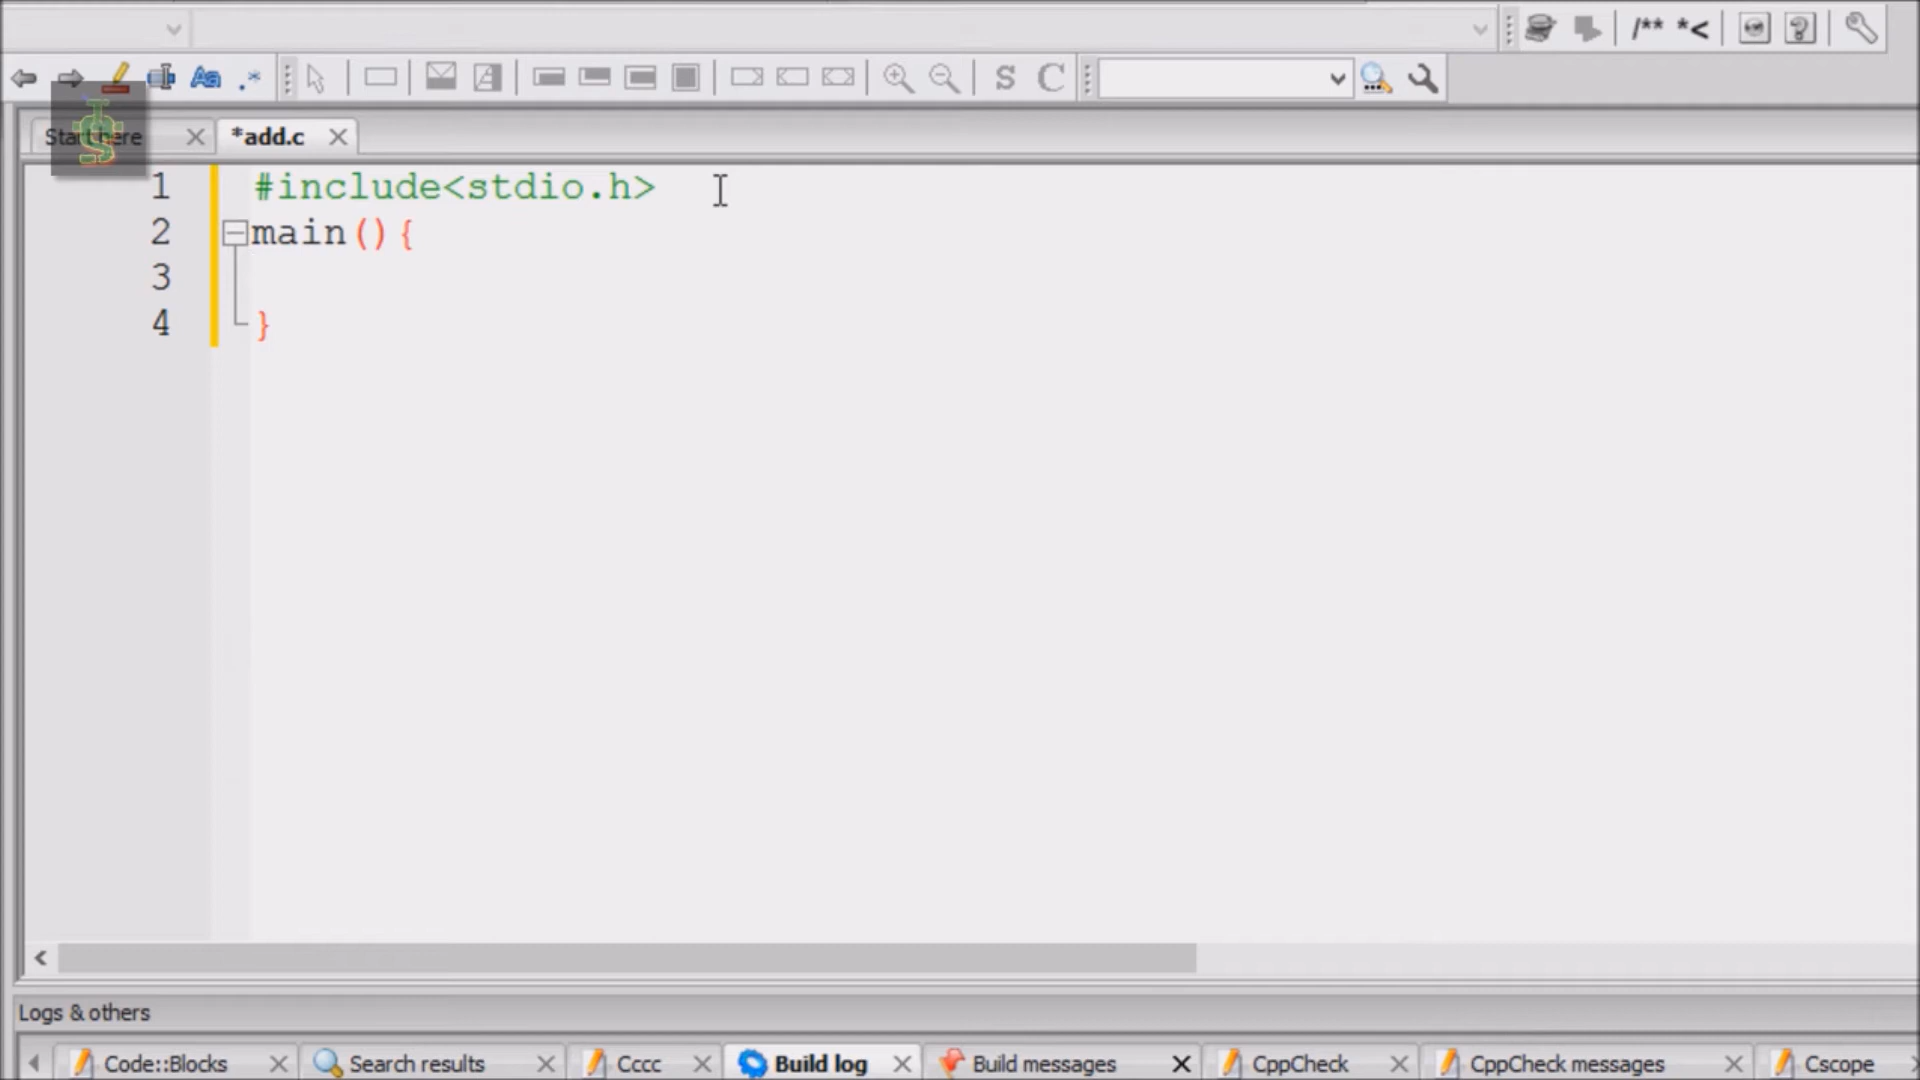 /** *<
Aa .*
S C
Start here *add.c
1 #include<stdio.h>
2 main(){
3
4 }
Logs & others
Code::Blocks Search results Cccc Build log Build messages CppCheck CppCheck messages Cscope